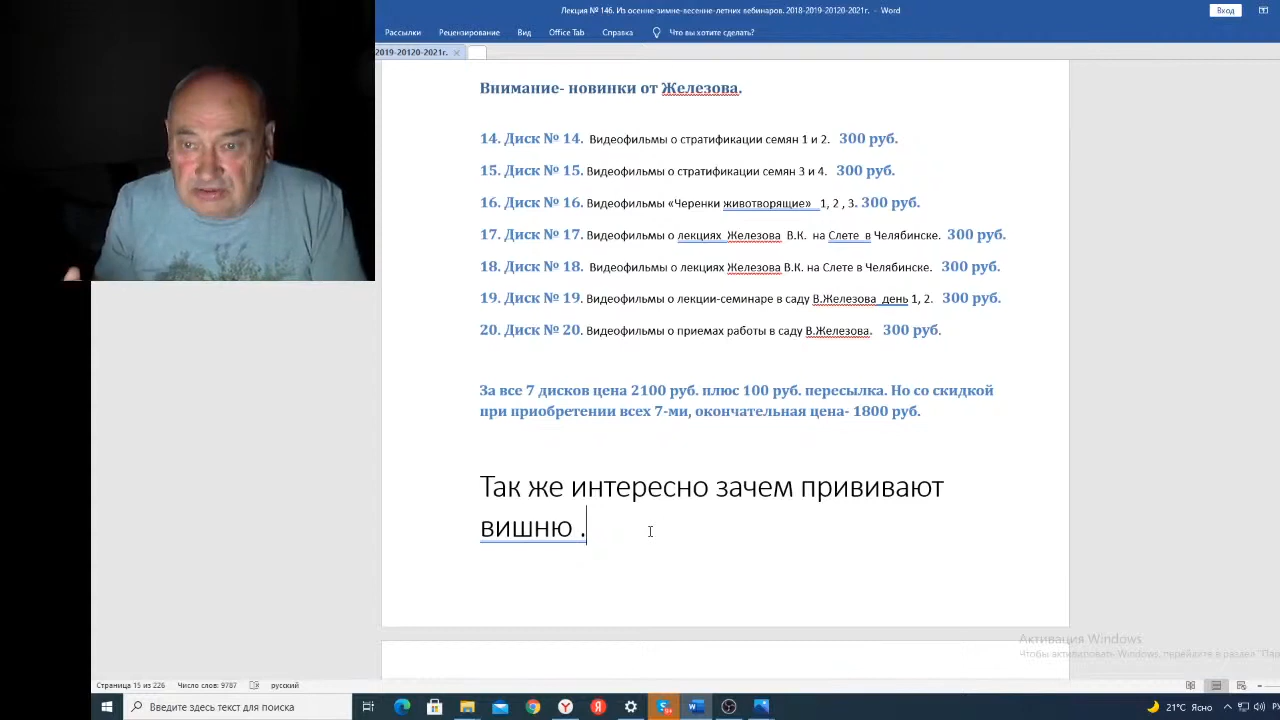 Лекция № 146. Из осенне-зимне-весенне-летних вебинаров. 2018-2019-20120-2021г. - Word
Вход
Рассылки Рецензирование Вид Office Tab Справка Что вы хотите сделать?
2019-20120-2021г.
Внимание- новинки от Железова.
14. Диск № 14. Видеофильмы о стратификации семян 1 и 2. 300 руб.
15. Диск № 15. Видеофильмы о стратификации семян 3 и 4. 300 руб.
16. Диск № 16. Видеофильмы «Черенки животворящие» 1, 2 , 3. 300 руб.
17. Диск № 17. Видеофильмы о лекциях Железова В.К. на Слете в Челябинске. 300 руб.
18. Диск № 18. Видеофильмы о лекциях Железова В.К. на Слете в Челябинске. 300 руб.
19. Диск № 19. Видеофильмы о лекции-семинаре в саду В.Железова день 1, 2. 300 руб.
20. Диск № 20. Видеофильмы о приемах работы в саду В.Железова. 300 руб.
За все 7 дисков цена 2100 руб. плюс 100 руб. пересылка. Но со скидкой
при приобретении всех 7-ми, окончательная цена- 1800 руб.
Так же интересно зачем прививают
вишню .
Активация Windows
Чтобы активировать Windows, перейдите в раздел "Пар
Страница 15 из 226 Число слов: 9787 русский
Введите здесь текст для поиска
21°C Ясно